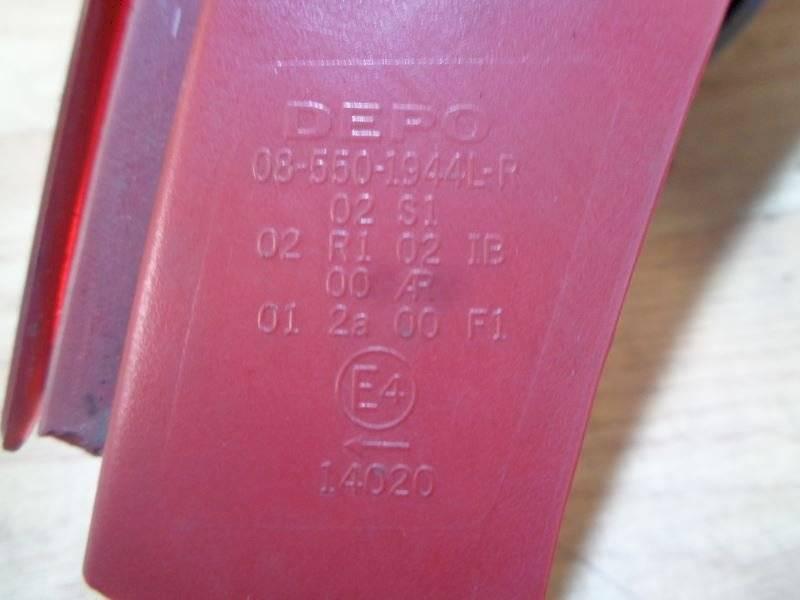 DEPO
08-550-1944L-R
02 S1
02 R1 02 IB
00 AR
01 2a 00 F1
E4
←
14020